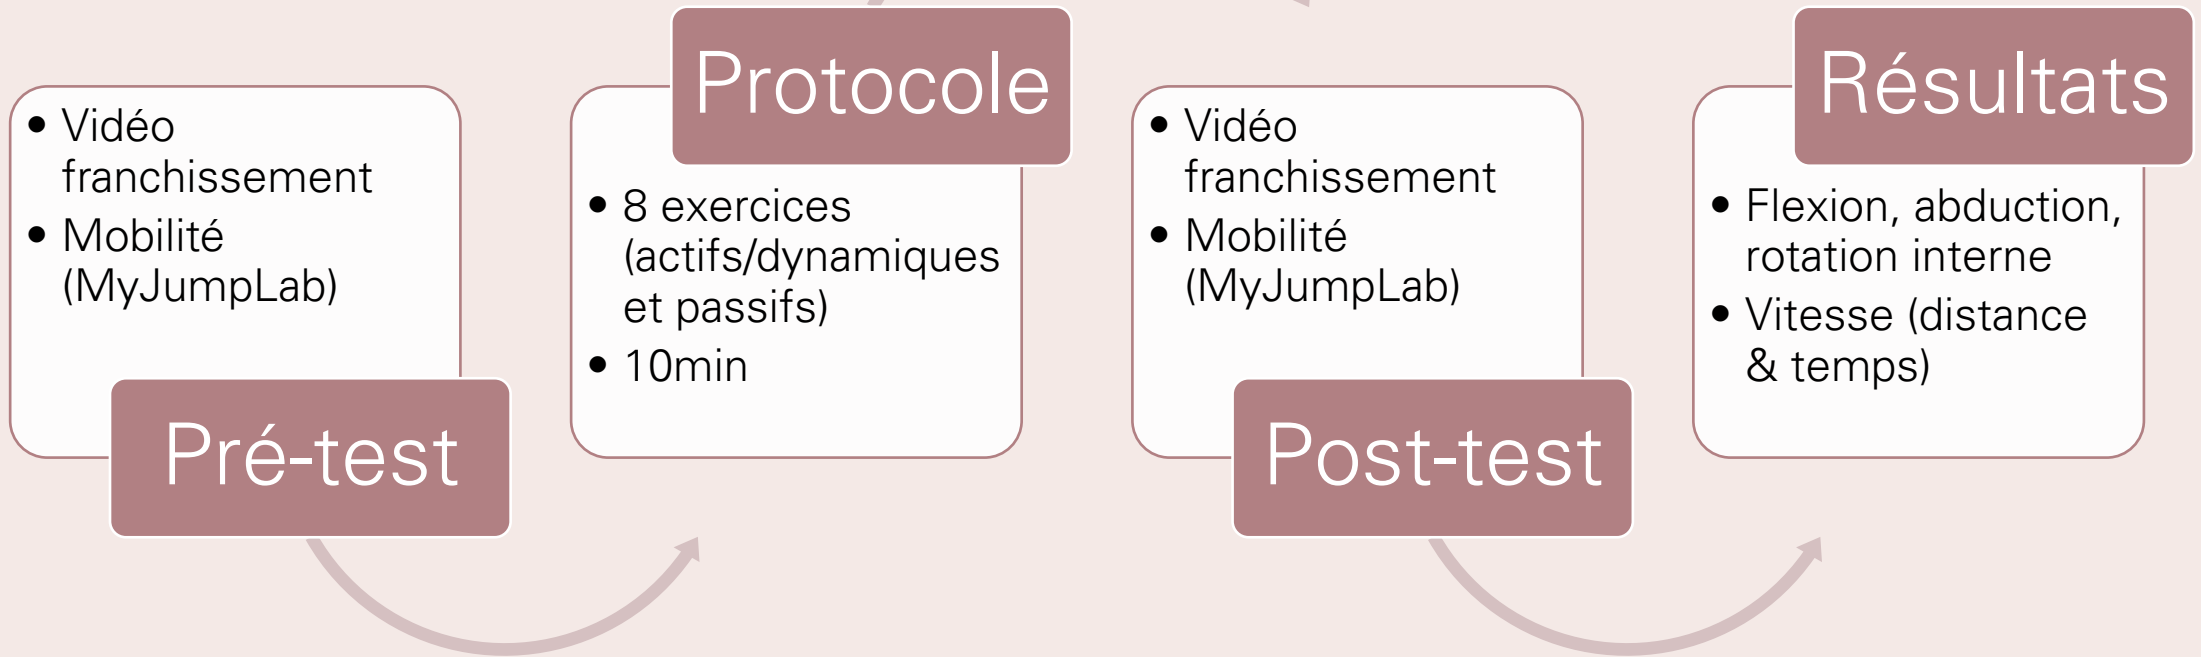 • Vidéo
franchissement
• Mobilité
(MyJumpLab)
Pré-test
Protocole
• 8 exercices
(actifs/dynamiques
et passifs)
• 10min
• Vidéo
franchissement
• Mobilité
(MyJumpLab)
Post-test
Résultats
• Flexion, abduction,
rotation interne
• Vitesse (distance
& temps)